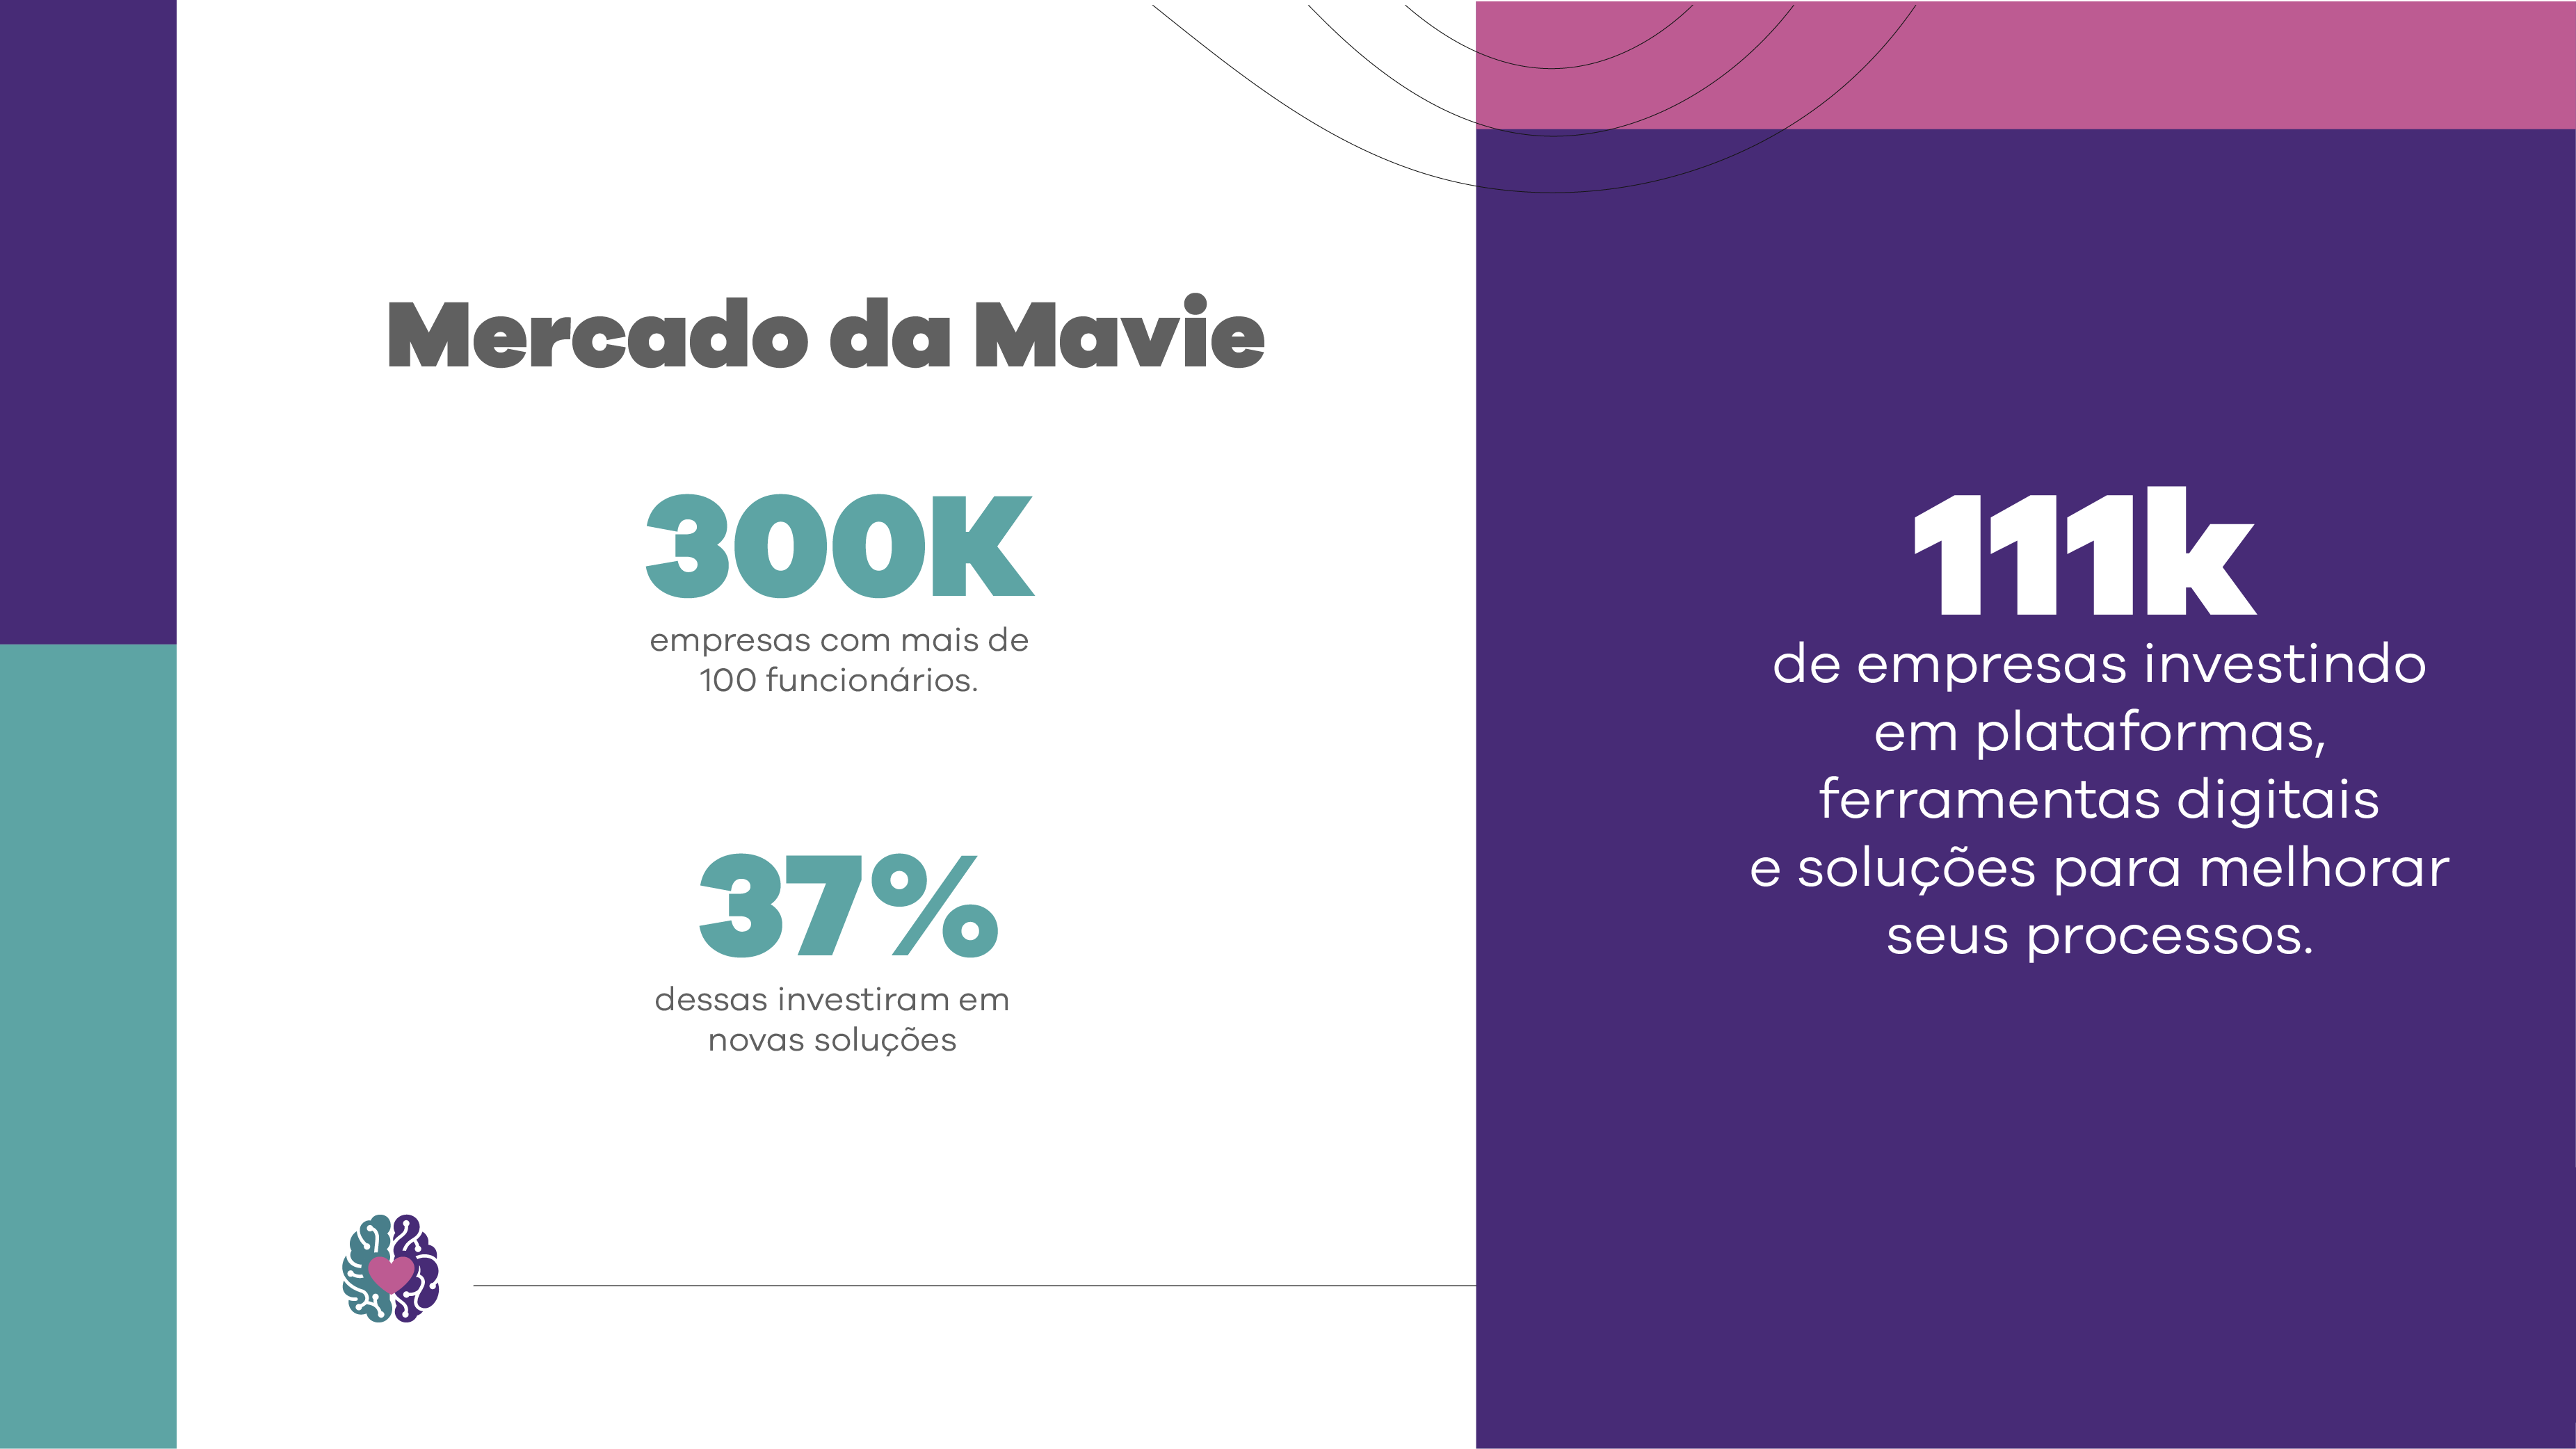 Mercado da Mavie
300K
empresas com mais de
100 funcionários.
37%
dessas investiram em
novas soluções
111k
de empresas investindo
em plataformas,
ferramentas digitais
e soluções para melhorar
seus processos.